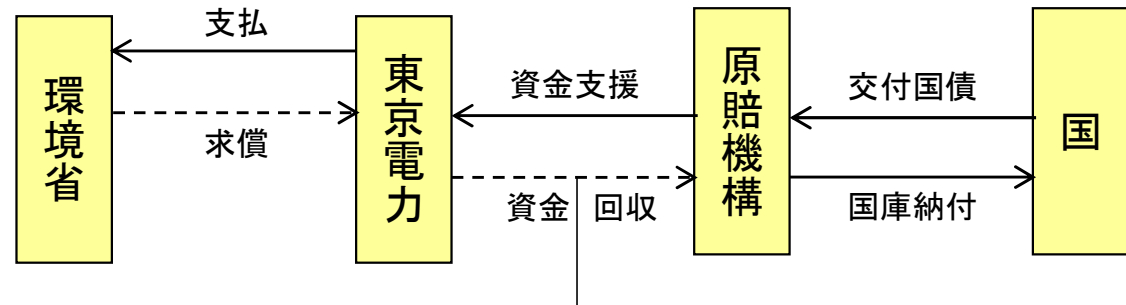 環境省
支払
求償
東京電力
資金支援
資金 回収
原賠機構
交付国債
国庫納付
国